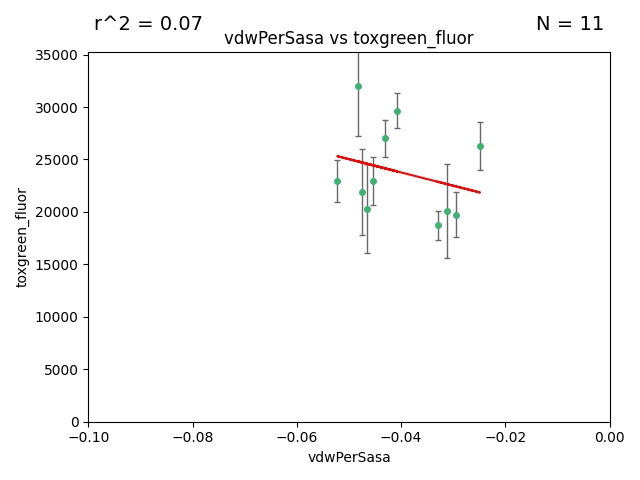 r^2 = 0.07
N = 11
vdwPerSasa vs toxgreen_fluor
35000
30000
25000
20000
15000
10000
5000
0
toxgreen_fluor
−0.10
−0.08
−0.06
−0.04
−0.02
0.00
vdwPerSasa